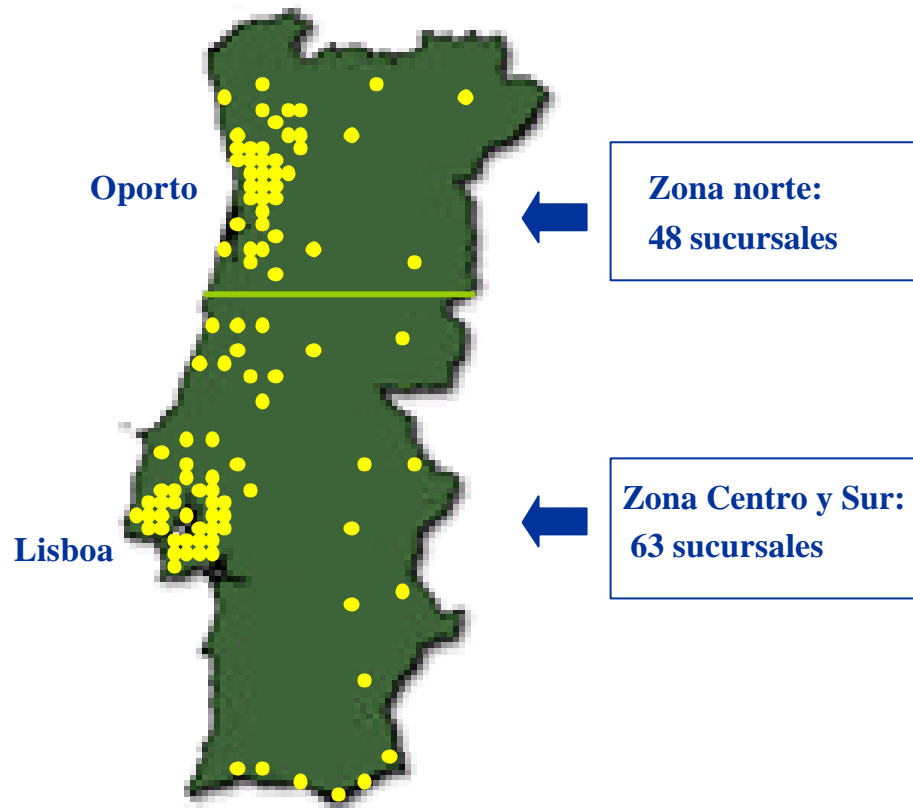 Oporto
Zona norte:
48 sucursales
Zona Centro y Sur:
63 sucursales
Lisboa